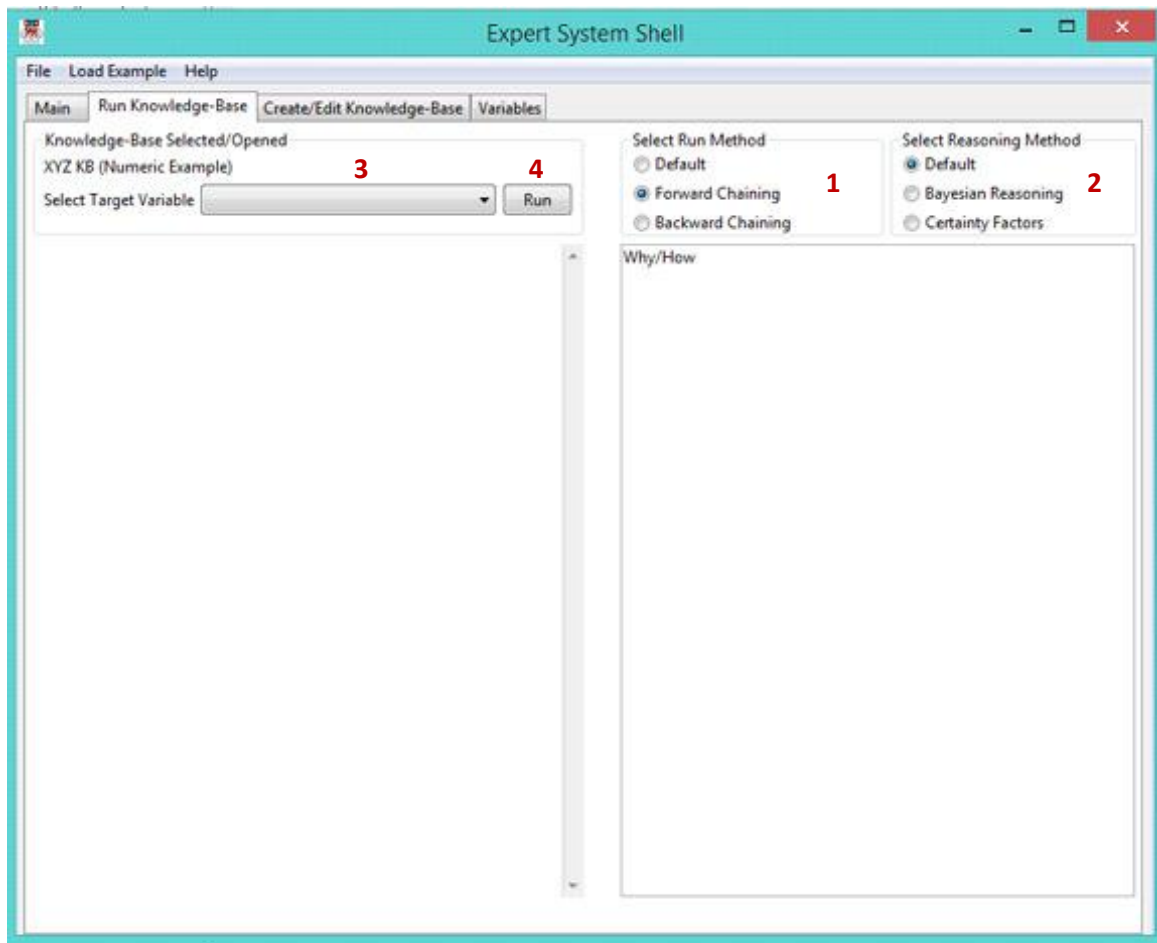 Expert System Shell
File Load Example Help
Main Run Knowledge-Base Create/Edit Knowledge-Base Variables
Knowledge-Base Selected/Opened
XYZ KB (Numeric Example)
3
4
Select Target Variable Run
Select Run Method
Default
Forward Chaining
Backward Chaining
1
Select Reasoning Method
Default
Bayesian Reasoning
Certainty Factors
2
Why/How